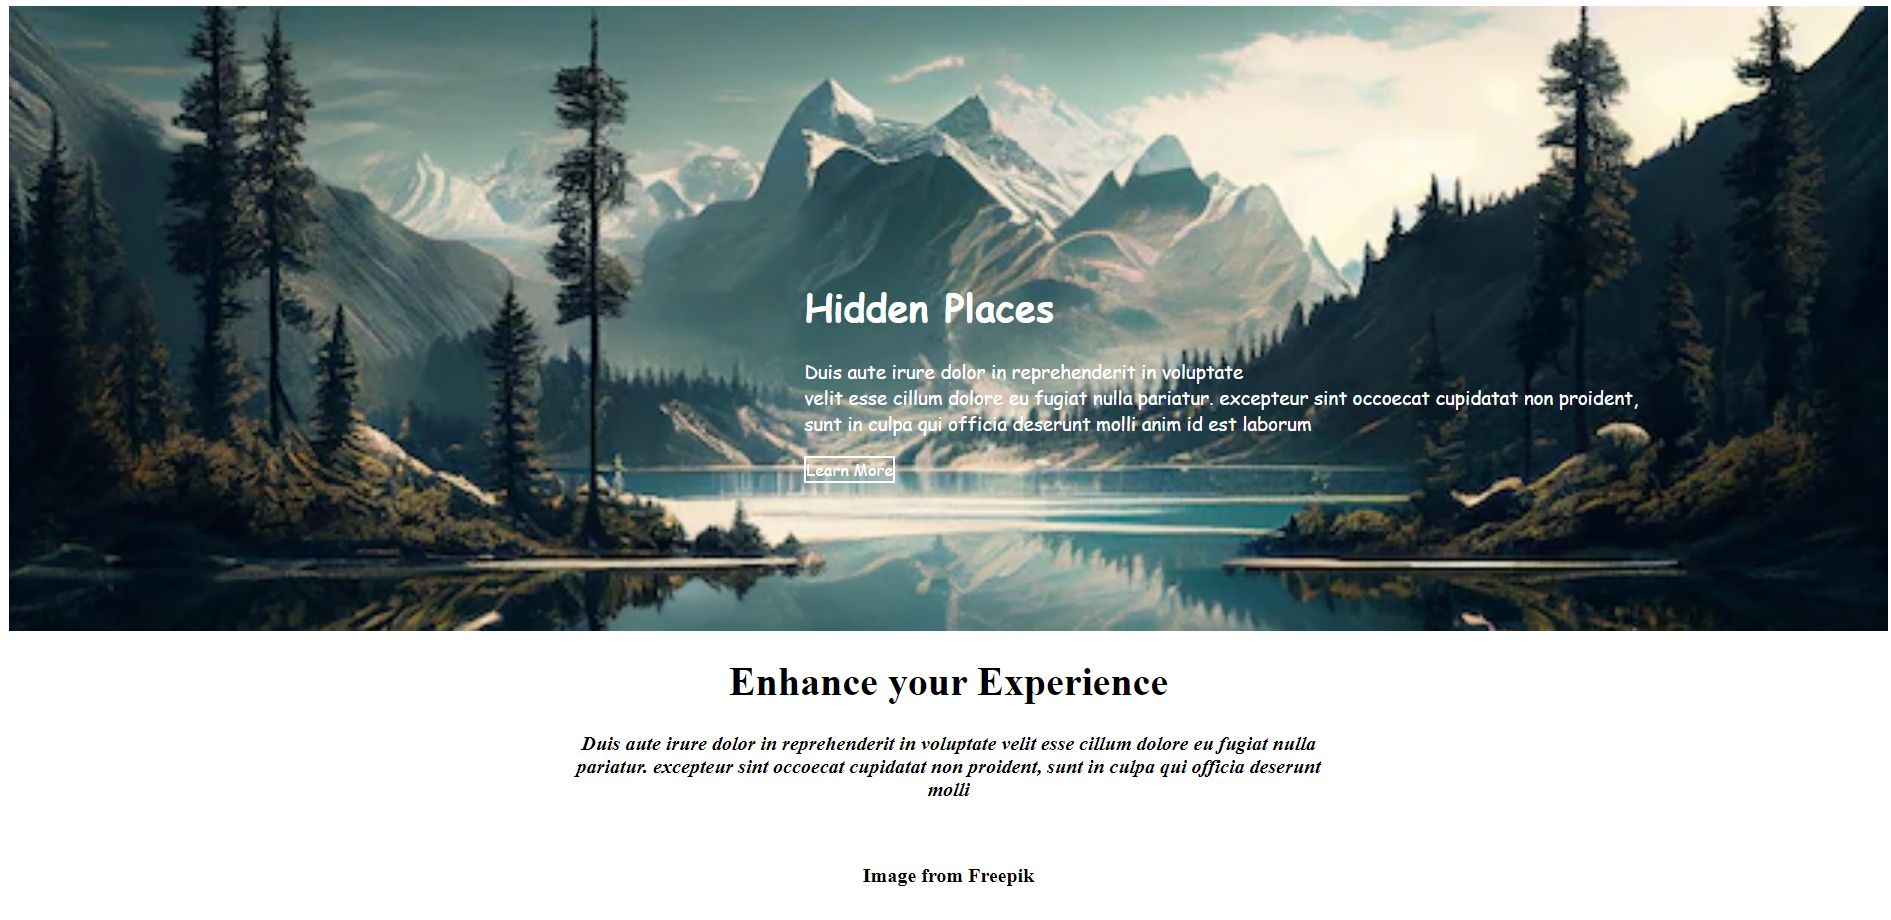 Hidden Places
Duis aute irure dolor in reprehenderit in voluptate
velit esse cillum dolore eu fugiat nulla pariatur. excepteur sint occoecat cupidatat non proident,
sunt in culpa qui officia deserunt molli anim id est laborum
Learn More
Enhance your Experience
Duis aute irure dolor in reprehenderit in voluptate velit esse cillum dolore eu fugiat nulla
pariatur. excepteur sint occoecat cupidatat non proident, sunt in culpa qui officia deserunt
molli
Image from Freepik